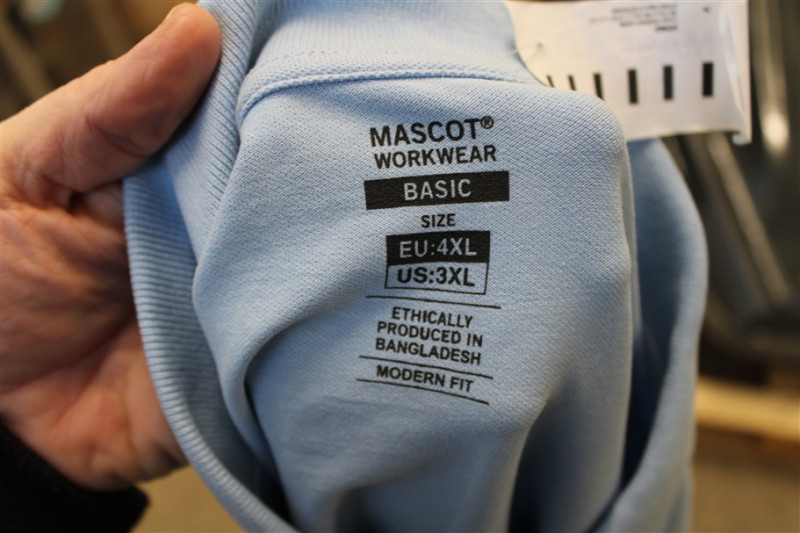 MASCOT®
WORKWEAR
BASIC
SIZE
EU:4XL
US:3XL
ETHICALLY
PRODUCED IN
BANGLADESH
MODERN FIT